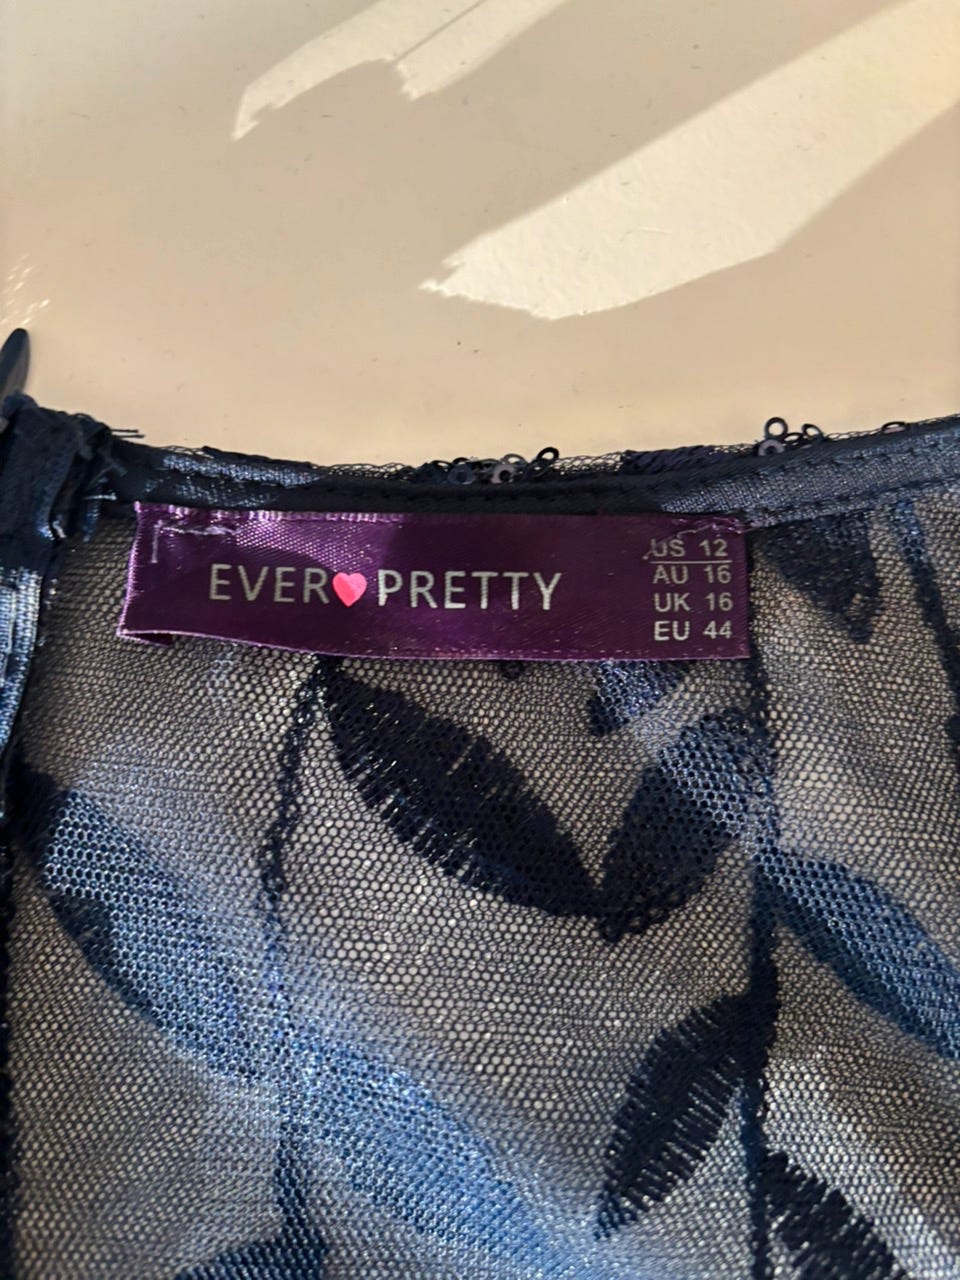 EVER❤PRETTY
US 12
AU 16
UK 16
EU 44